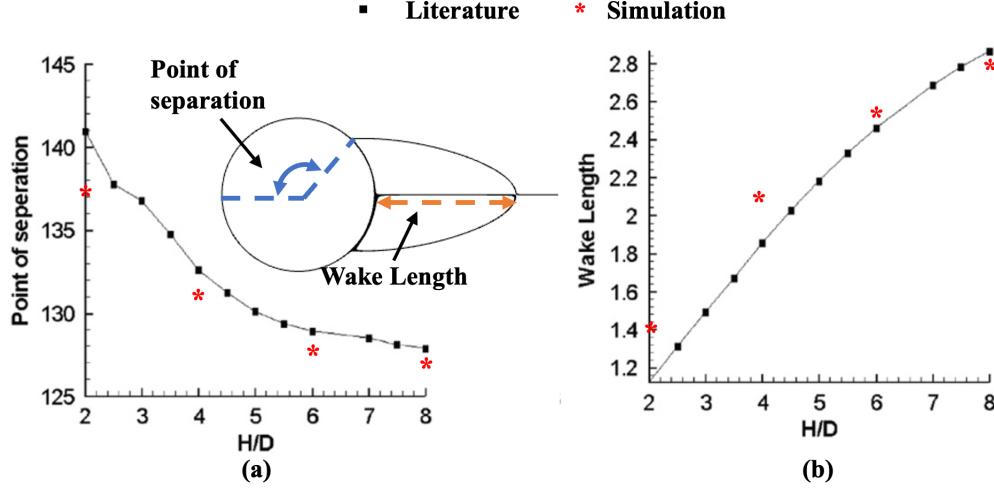 Literature * Simulation
145
140
135
130
125
Point of seperation
2 3 4 5 6 7 8
H/D
(a)
Point of
separation
Wake Length
*
*
*
*
2.8
2.6
2.4
2.2
2
1.8
1.6
1.4
1.2
Wake Length
2 3 4 5 6 7 8
H/D
(b)
*
*
*
*